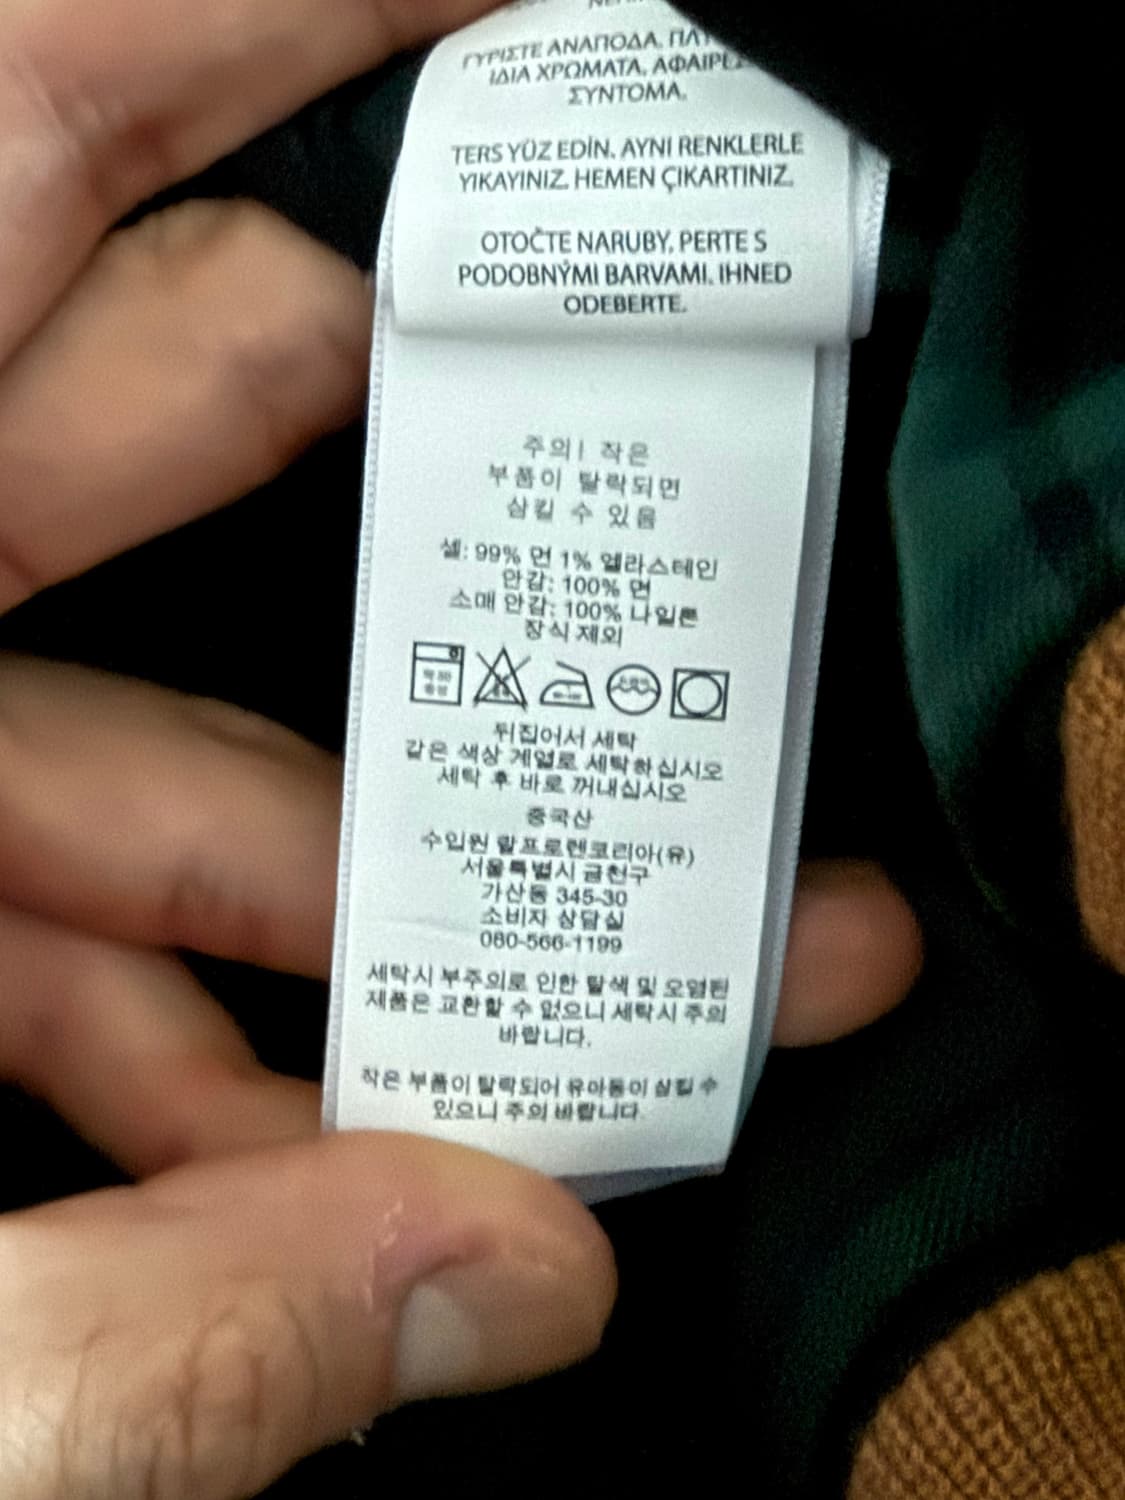 ΓΥΡΙΣΤΕ ΑΝΑΠΟΔΑ.
ΙΔΙΑ ΧΡΩΜΑΤΑ.
ΣΥΝΤΟΜΑ.
TERS YÜZ EDİN. AYNI RENKLERLE
YIKAYINIZ. HEMEN ÇIKARTINIZ.
OTOČTE NARUBY. PERTE S
PODOBNÝMI BARVAMI. IHNED
ODEBERTE.
주의! 작은
부품이 탈락되면
삼킬 수 있음
셸: 99% 면 1% 엘라스테인
안감: 100% 면
소매 안감: 100% 나일론
장식 제외
약 30
중성
뒤집어서 세탁
같은 색상 계열로 세탁하십시오
세탁 후 바로 꺼내십시오
중국산
수입원 랄프로렌코리아(유)
서울특별시 금천구
가산동 345-30
소비자 상담실
080-566-1199
세탁시 부주의로 인한 탈색 및 오염된
제품은 교환할 수 없으니 세탁시 주의
바랍니다.
작은 부품이 탈락되어 유아동이 삼킬 수
있으니 주의 바랍니다.